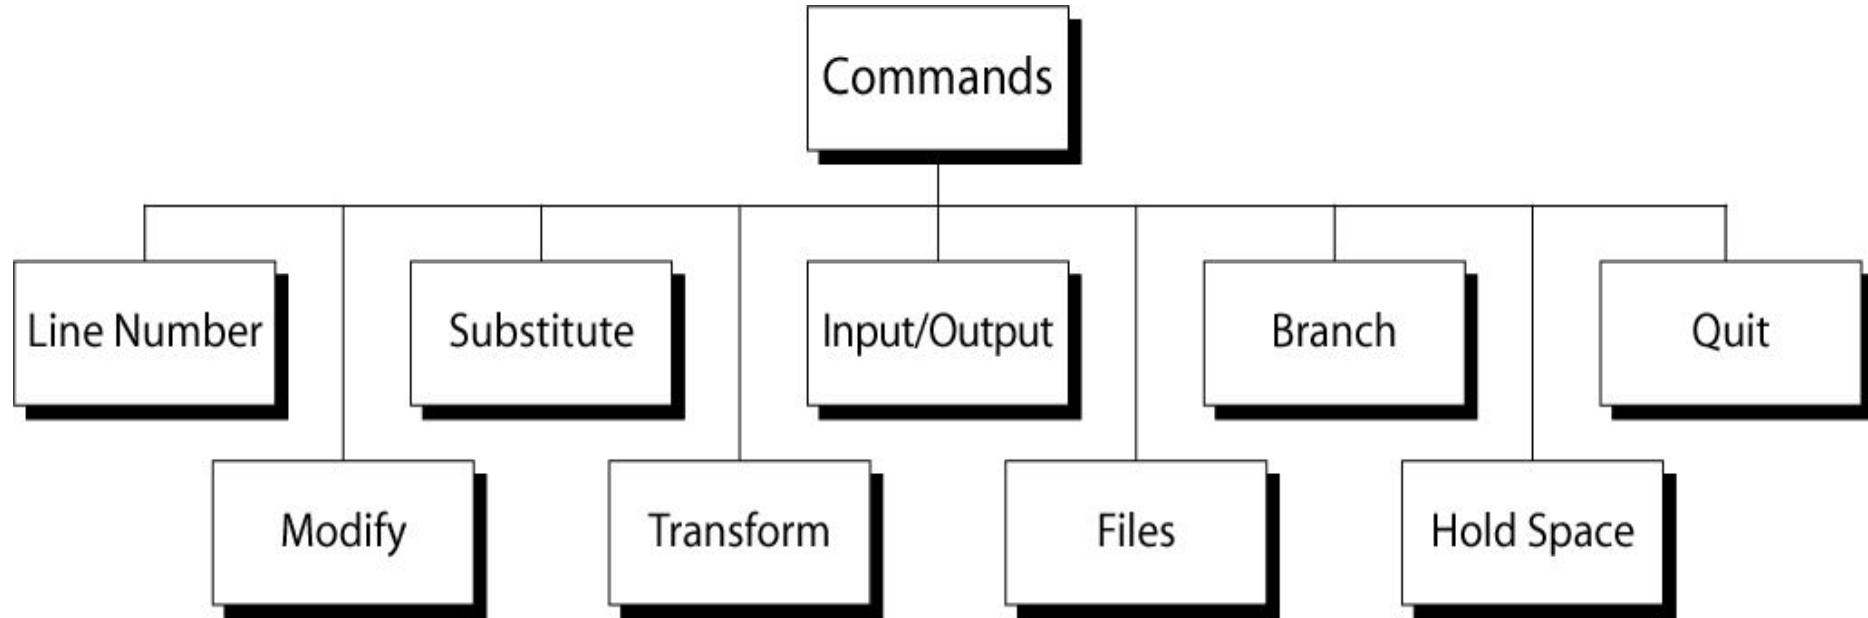 Commands
Line Number
Substitute
Input/Output
Branch
Quit
Modify
Transform
Files
Hold Space